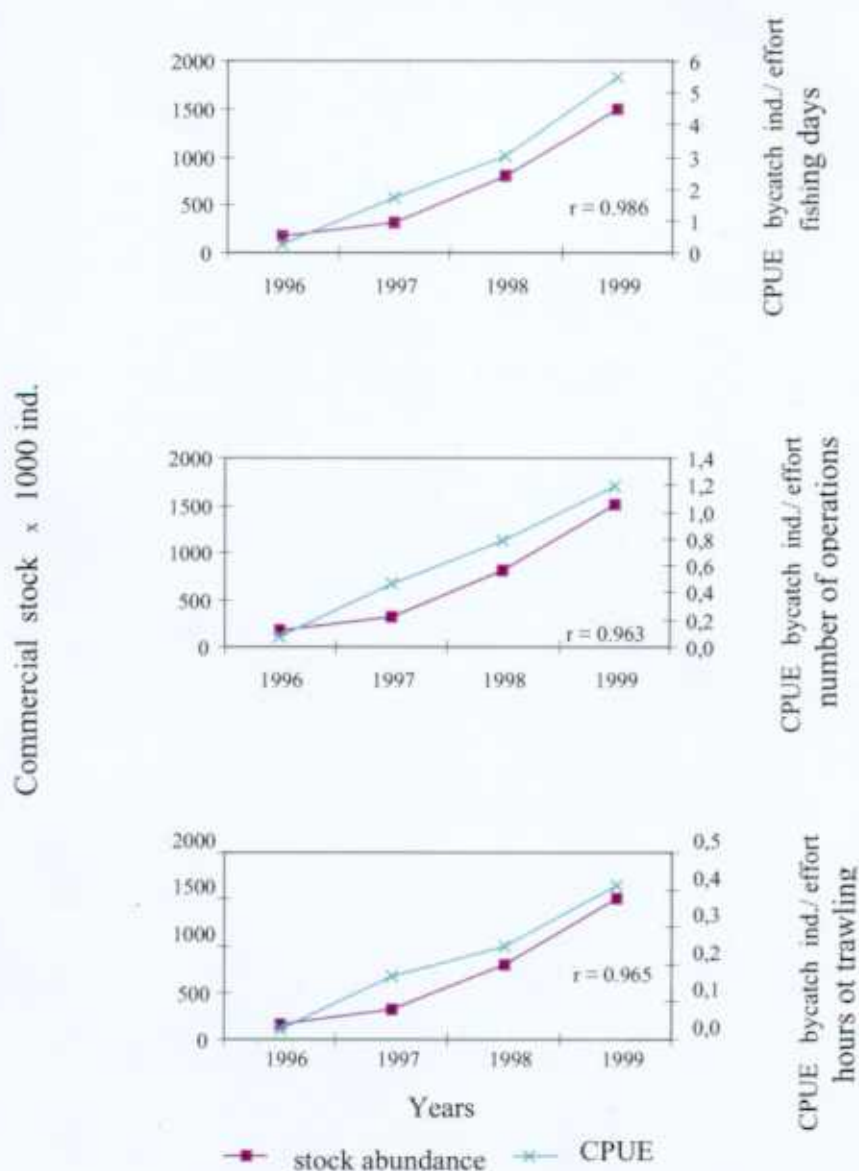 Commercial stock x 1000 ind.
2000
1500
1000
500
0
6
5
4
3
2
1
0
r = 0.986
1996 1997 1998 1999
CPUE bycatch ind./ effort
fishing days
2000
1500
1000
500
0
1,4
1,2
1,0
0,8
0,6
0,4
0,2
0,0
r = 0.963
1996 1997 1998 1999
CPUE bycatch ind./ effort
number of operations
2000
1500
1000
500
0
0,5
0,4
0,3
0,2
0,1
0,0
r = 0.965
1996 1997 1998 1999
CPUE bycatch ind./ effort
hours ot trawling
Years
stock abundance CPUE